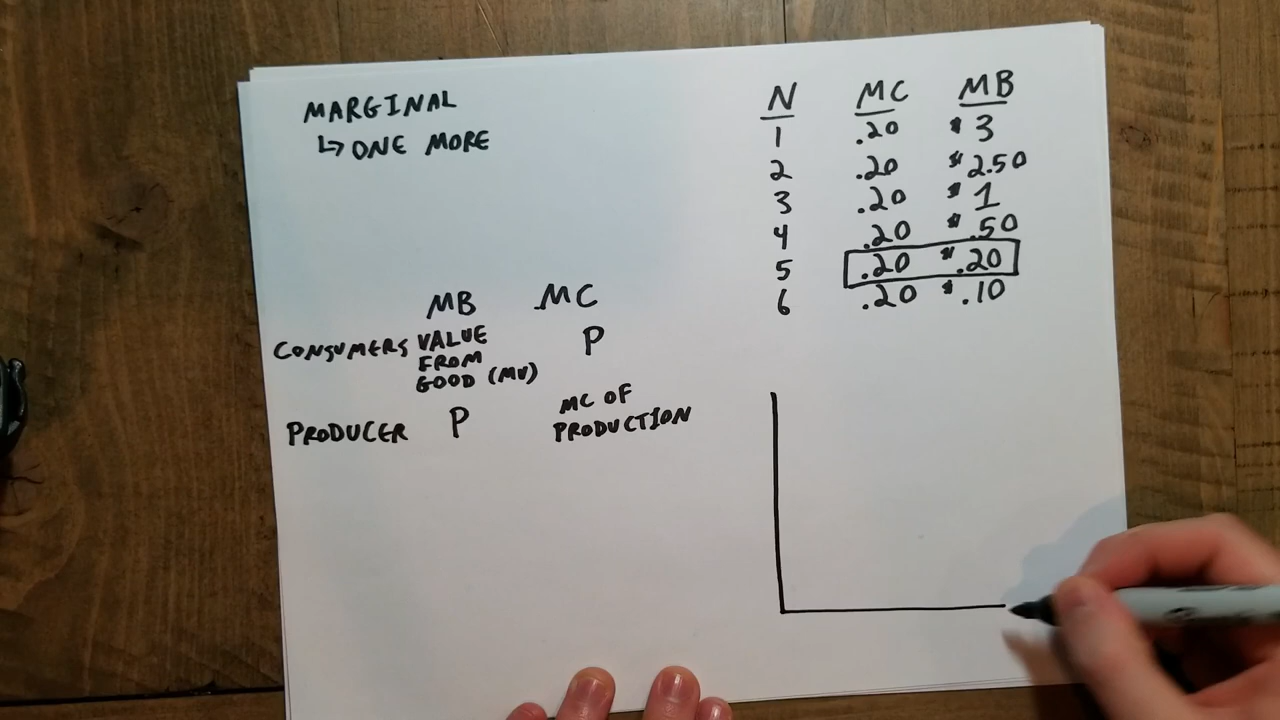 MARGINAL
↳ ONE MORE
N MC MB
1 .20 $3
2 .20 $2.50
3 .20 $1
4 .20 $.50
5 .20 $.20
6 .20 $.10
MB MC
CONSUMERS VALUE P
FROM
GOOD (MV)
PRODUCER P MC OF
PRODUCTION